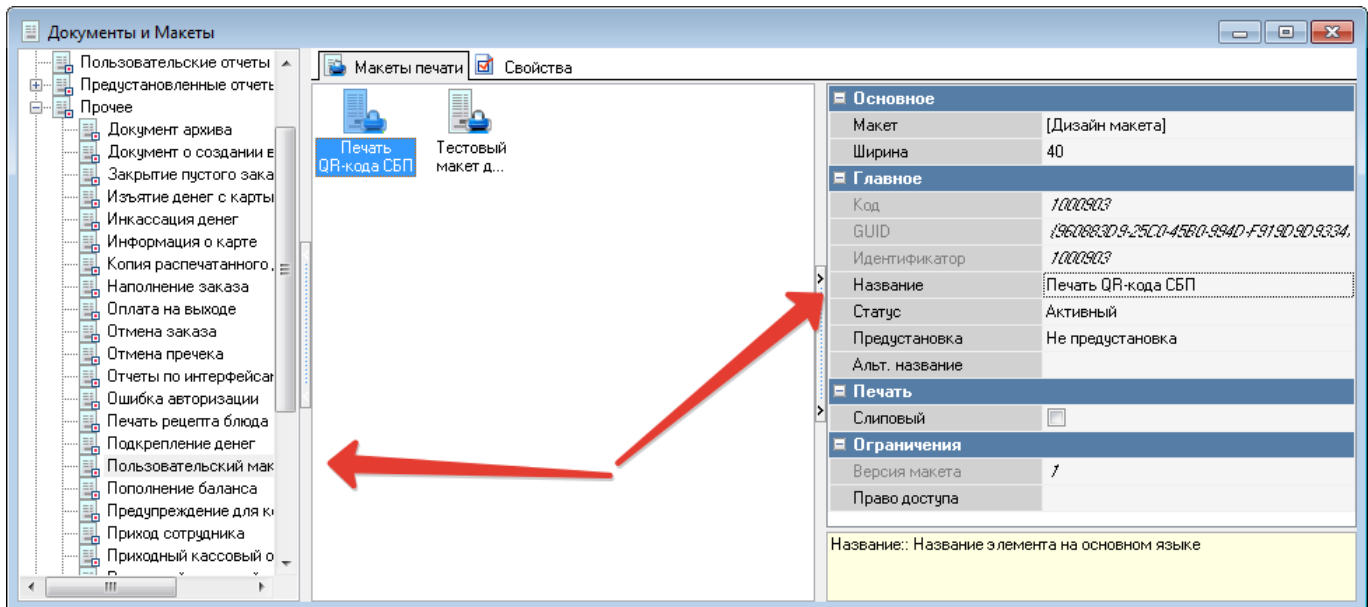 Документы и Макеты
Пользовательские отчеты
Предустановленные отчеть
Прочее
Документ архива
Документ о создании в
Закрытие пустого зака
Изъятие денег с карты
Инкассация денег
Информация о карте
Копия распечатанного,
Наполнение заказа
Оплата на выходе
Отмена заказа
Отмена пречека
Отчеты по интерфейсан
Ошибка авторизации
Печать рецепта блюда
Подкрепление денег
Пользовательский мак
Пополнение баланса
Предупреждение для к
Приход сотрудника
Приходный кассовый о
Макеты печати
Свойства
Печать
QR-кода СБП
Тестовый
макет д...
Основное
Макет [Дизайн макета]
Ширина 40
Главное
Код 1000903
GUID {960883D9-25C0-45B0-994D-F919D9D9334,
Идентификатор 1000903
Название Печать QR-кода СБП
Статус Активный
Предустановка Не предустановка
Альт. название
Печать
Слиповый
Ограничения
Версия макета 1
Право доступа
Название:: Название элемента на основном языке